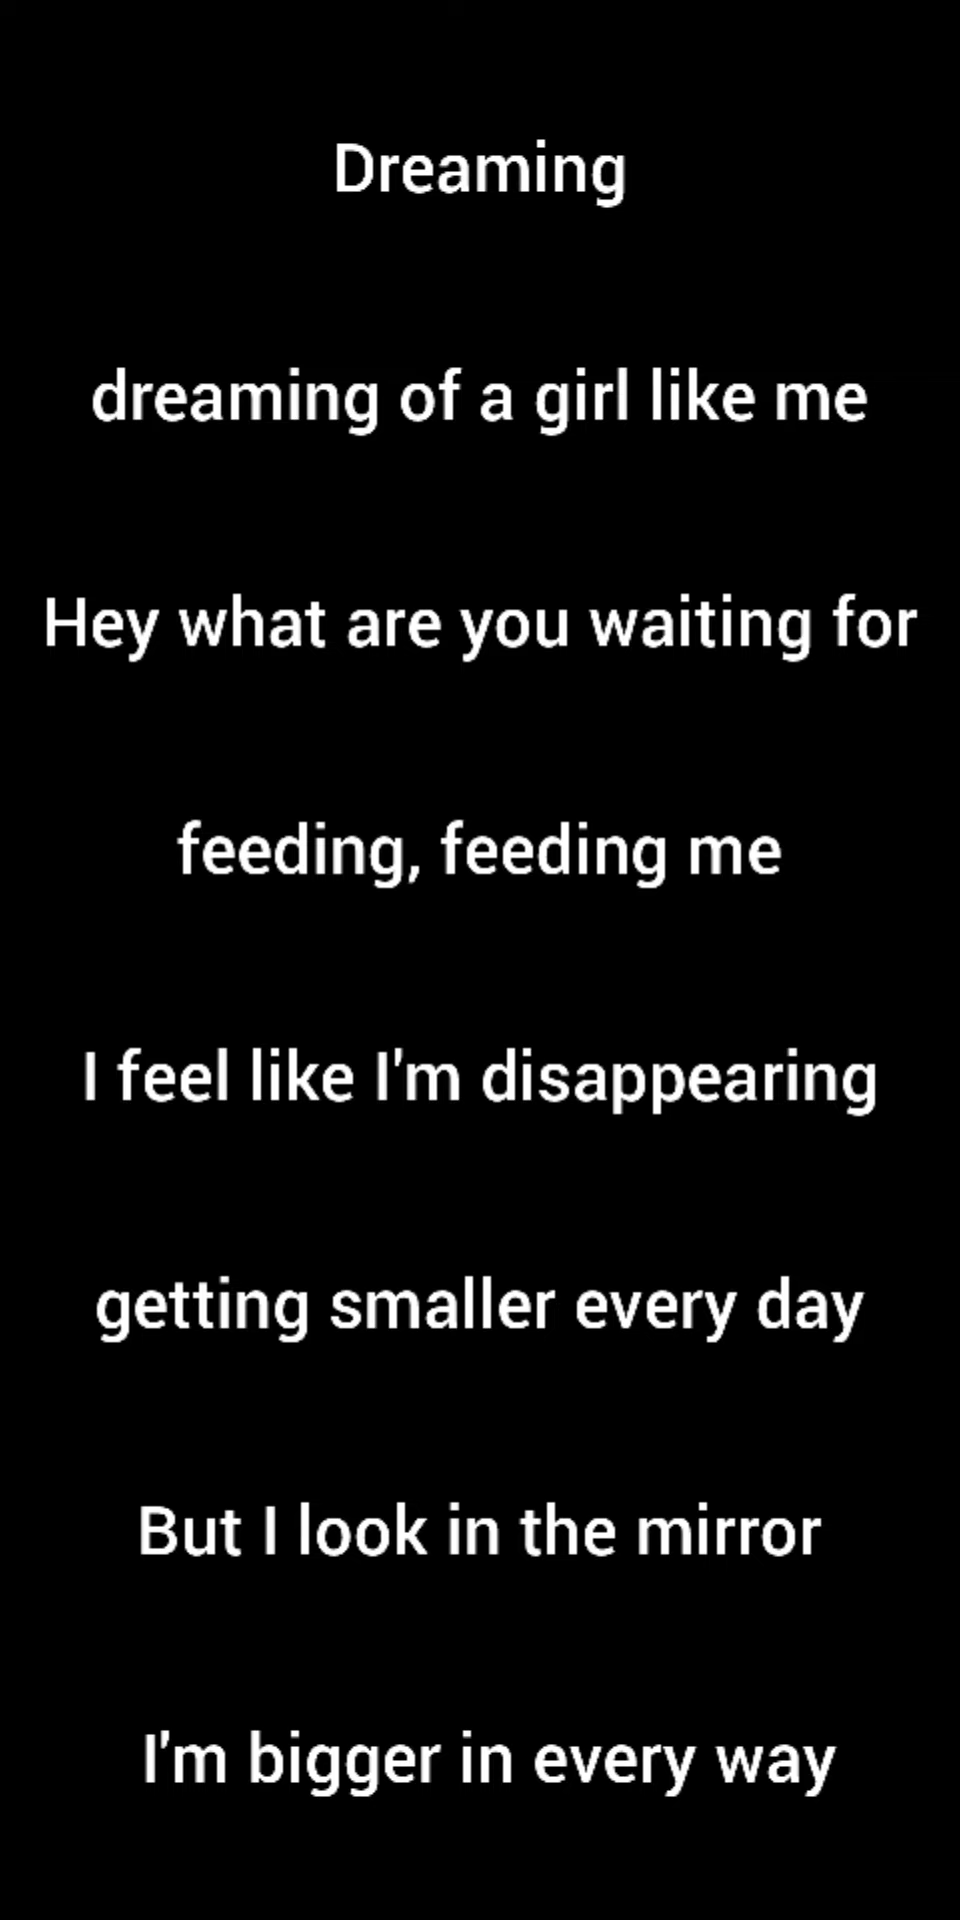 Dreaming
dreaming of a girl like me
Hey what are you waiting for
feeding, feeding me
I feel like I'm disappearing
getting smaller every day
But I look in the mirror
I'm bigger in every way